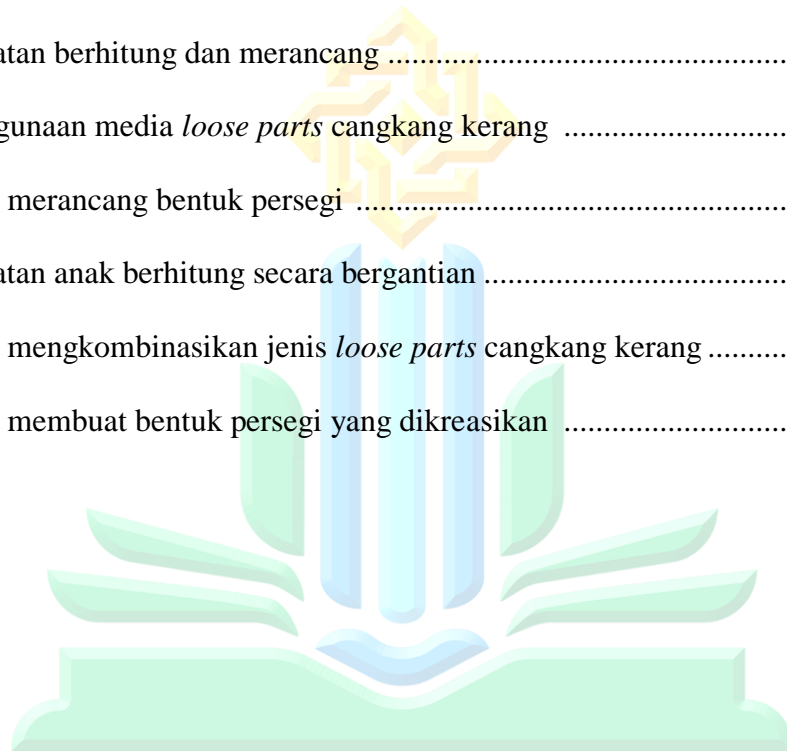 atan berhitung dan merancang ..................................................
gunaan media loose parts cangkang kerang ............................
merancang bentuk persegi ......................................................
atan anak berhitung secara bergantian ......................................
mengkombinasikan jenis loose parts cangkang kerang ..........
membuat bentuk persegi yang dikreasikan ............................